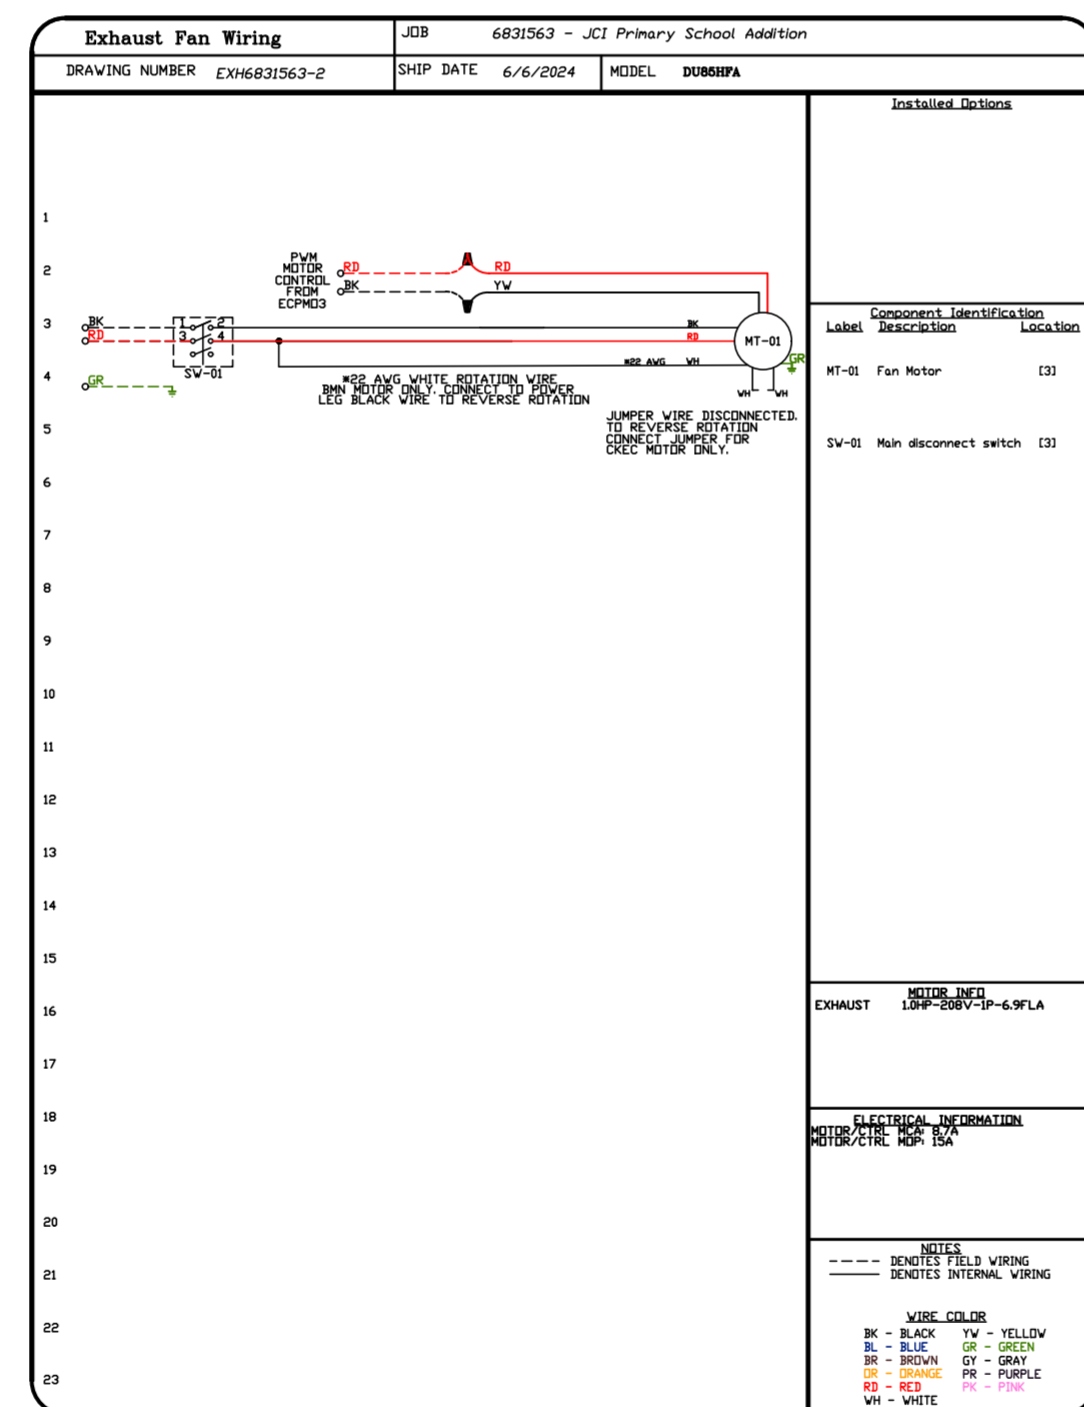 Exhaust Fan Wiring
JOB 6831563 - JCI Primary School Addition
DRAWING NUMBER EXH6831563-2
SHIP DATE 6/6/2024
MODEL DU85HFA
Installed Options
1
2
3
4
5
6
7
8
9
10
11
12
13
14
15
16
17
18
19
20
21
22
23
PWM
MOTOR
CONTROL
FROM
ECPM03
RD
BK
RD
YW
BK
RD
GR
1 2
3 4
SW-01
BK
RD
*22 AWG WH
MT-01
GR
WH WH
*22 AWG WHITE ROTATION WIRE
BMN MOTOR ONLY. CONNECT TO POWER
LEG BLACK WIRE TO REVERSE ROTATION
JUMPER WIRE DISCONNECTED.
TO REVERSE ROTATION
CONNECT JUMPER FOR
CKEC MOTOR ONLY.
Component Identification
Label Description Location
MT-01 Fan Motor [3]
SW-01 Main disconnect switch [3]
MOTOR INFO
EXHAUST 1.0HP-208V-1P-6.9FLA
ELECTRICAL INFORMATION
MOTOR/CTRL MCA: 8.7A
MOTOR/CTRL MOP: 15A
NOTES
DENOTES FIELD WIRING
DENOTES INTERNAL WIRING
WIRE COLOR
BK - BLACK YW - YELLOW
BL - BLUE GR - GREEN
BR - BROWN GY - GRAY
OR - ORANGE PR - PURPLE
RD - RED PK - PINK
WH - WHITE